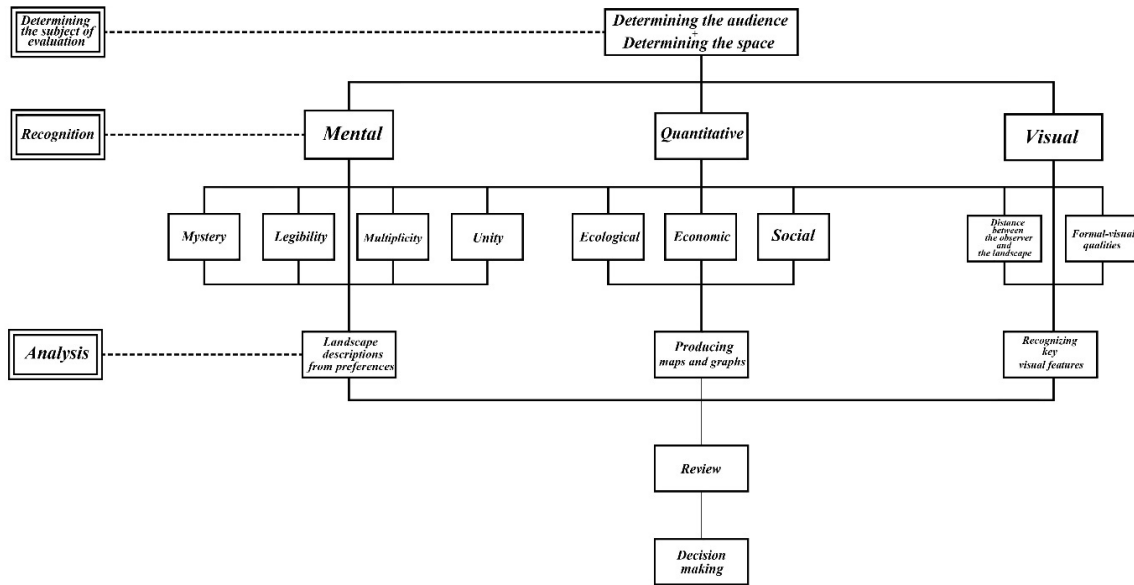 Determining
the subject of
evaluation
Determining the audience
+
Determining the space
Recognition
Mental
Quantitative
Visual
Mystery
Legibility
Multiplicity
Unity
Ecological
Economic
Social
Distance
between
the observer
and
the landscape
Formal-visual
qualities
Analysis
Landscape
descriptions
from preferences
Producing
maps and graphs
Recognizing
key
visual features
Review
Decision
making